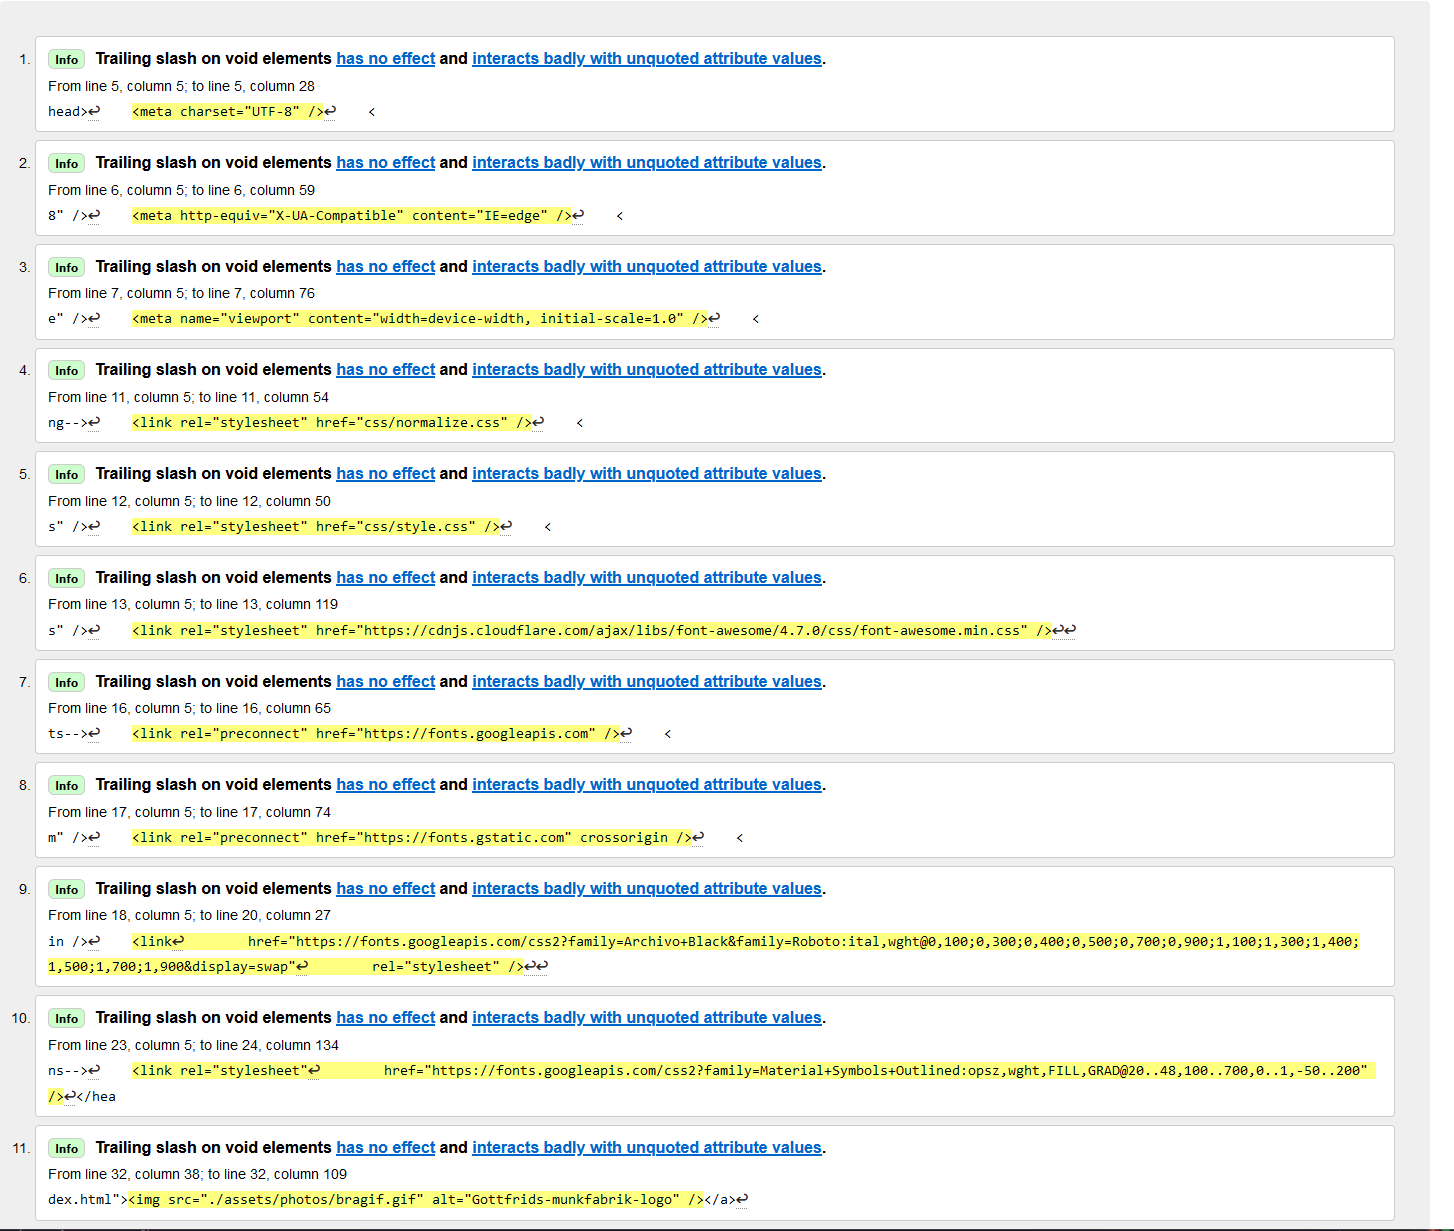 1. Info Trailing slash on void elements has no effect and interacts badly with unquoted attribute values.
From line 5, column 5; to line 5, column 28
head>↩    <meta charset="UTF-8" />↩    <
2. Info Trailing slash on void elements has no effect and interacts badly with unquoted attribute values.
From line 6, column 5; to line 6, column 59
8" />↩    <meta http-equiv="X-UA-Compatible" content="IE=edge" />↩    <
3. Info Trailing slash on void elements has no effect and interacts badly with unquoted attribute values.
From line 7, column 5; to line 7, column 76
e" />↩    <meta name="viewport" content="width=device-width, initial-scale=1.0" />↩    <
4. Info Trailing slash on void elements has no effect and interacts badly with unquoted attribute values.
From line 11, column 5; to line 11, column 54
ng-->↩    <link rel="stylesheet" href="css/normalize.css" />↩    <
5. Info Trailing slash on void elements has no effect and interacts badly with unquoted attribute values.
From line 12, column 5; to line 12, column 50
s" />↩    <link rel="stylesheet" href="css/style.css" />↩    <
6. Info Trailing slash on void elements has no effect and interacts badly with unquoted attribute values.
From line 13, column 5; to line 13, column 119
s" />↩    <link rel="stylesheet" href="https://cdnjs.cloudflare.com/ajax/libs/font-awesome/4.7.0/css/font-awesome.min.css" />↩↩
7. Info Trailing slash on void elements has no effect and interacts badly with unquoted attribute values.
From line 16, column 5; to line 16, column 65
ts-->↩    <link rel="preconnect" href="https://fonts.googleapis.com" />↩    <
8. Info Trailing slash on void elements has no effect and interacts badly with unquoted attribute values.
From line 17, column 5; to line 17, column 74
m" />↩    <link rel="preconnect" href="https://fonts.gstatic.com" crossorigin />↩    <
9. Info Trailing slash on void elements has no effect and interacts badly with unquoted attribute values.
From line 18, column 5; to line 20, column 27
in />↩    <link↩        href="https://fonts.googleapis.com/css2?family=Archivo+Black&family=Roboto:ital,wght@0,100;0,300;0,400;0,500;0,700;0,900;1,100;1,300;1,400;
1,500;1,700;1,900&display=swap"↩        rel="stylesheet" />↩↩
10. Info Trailing slash on void elements has no effect and interacts badly with unquoted attribute values.
From line 23, column 5; to line 24, column 134
ns-->↩    <link rel="stylesheet"↩        href="https://fonts.googleapis.com/css2?family=Material+Symbols+Outlined:opsz,wght,FILL,GRAD@20..48,100..700,0..1,-50..200"
/>↩</hea
11. Info Trailing slash on void elements has no effect and interacts badly with unquoted attribute values.
From line 32, column 38; to line 32, column 109
dex.html"><img src="./assets/photos/bragif.gif" alt="Gottfrids-munkfabrik-logo" /></a>↩